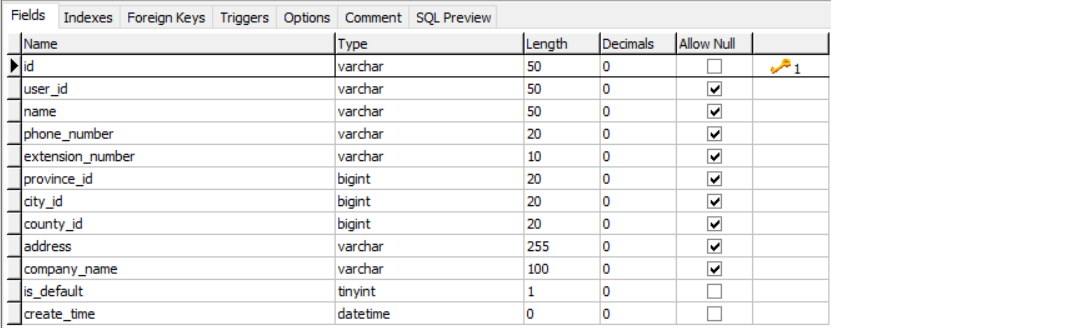 Fields Indexes Foreign Keys Triggers Options Comment SQL Preview
Name Type Length Decimals Allow Null
id varchar 50 0 1
user_id varchar 50 0
name varchar 50 0
phone_number varchar 20 0
extension_number varchar 10 0
province_id bigint 20 0
city_id bigint 20 0
county_id bigint 20 0
address varchar 255 0
company_name varchar 100 0
is_default tinyint 1 0
create_time datetime 0 0